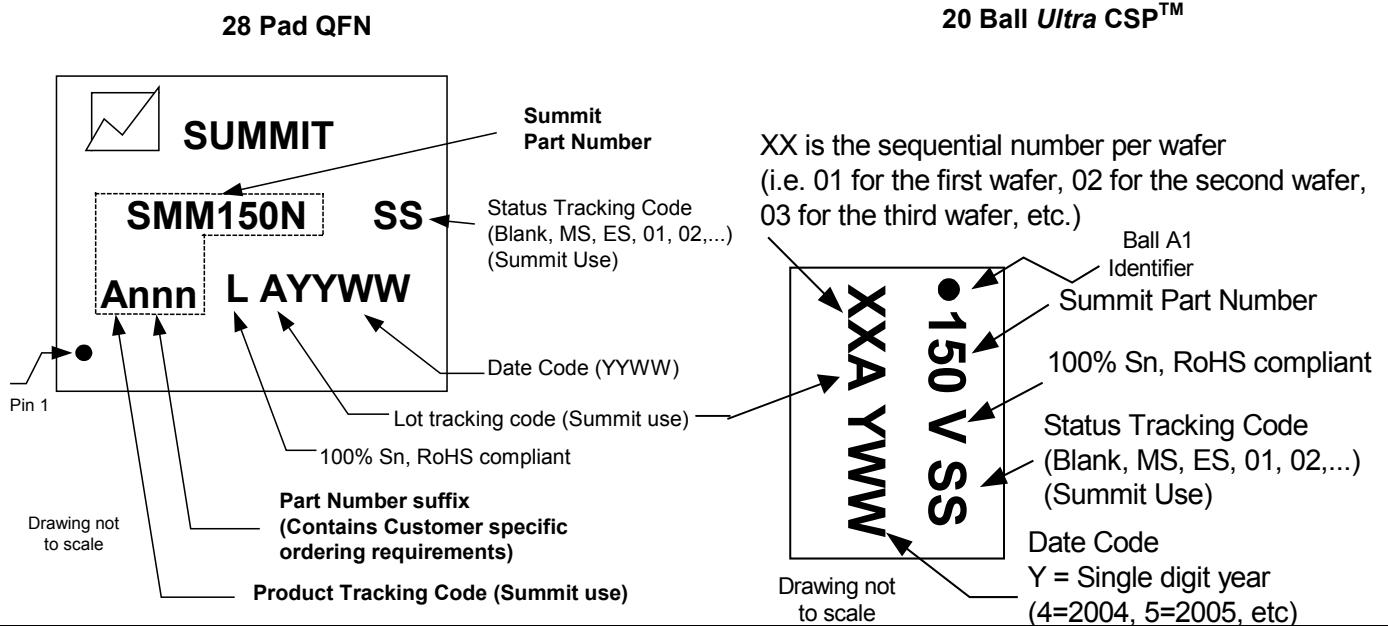 28 Pad QFN
SUMMIT
Summit
Part Number
SMM150N
SS
Status Tracking Code
(Blank, MS, ES, 01, 02,...)
(Summit Use)
Annn
L AYYWW
Date Code (YYWW)
Pin 1
Lot tracking code (Summit use)
100% Sn, RoHS compliant
Part Number suffix
(Contains Customer specific
ordering requirements)
Drawing not
to scale
Product Tracking Code (Summit use)
20 Ball Ultra CSP™
XX is the sequential number per wafer
(i.e. 01 for the first wafer, 02 for the second wafer,
03 for the third wafer, etc.)
Ball A1
Identifier
Summit Part Number
150 V SS
XXA YWW
100% Sn, RoHS compliant
Status Tracking Code
(Blank, MS, ES, 01, 02,...)
(Summit Use)
Date Code
Y = Single digit year
(4=2004, 5=2005, etc)
Drawing not
to scale